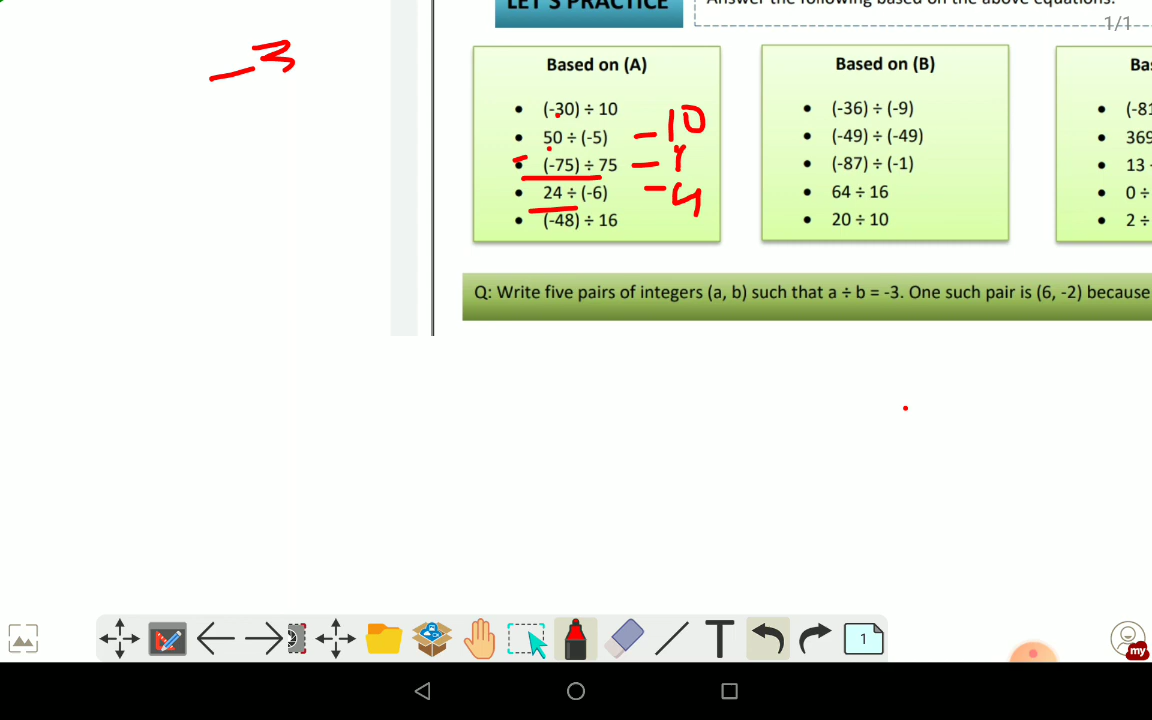 LET'S PRACTICE
Answer the following based on the above equations.
1/1
-3
Based on (A)
• (-30) ÷ 10
• 50 ÷ (-5) -10
• (-75) ÷ 75 -1
• 24 ÷ (-6) -4
• (-48) ÷ 16
Based on (B)
• (-36) ÷ (-9)
• (-49) ÷ (-49)
• (-87) ÷ (-1)
• 64 ÷ 16
• 20 ÷ 10
Ba
• (-81
• 369
• 13
• 0 ÷
• 2 ÷
Q: Write five pairs of integers (a, b) such that a ÷ b = -3. One such pair is (6, -2) because
T
1
my